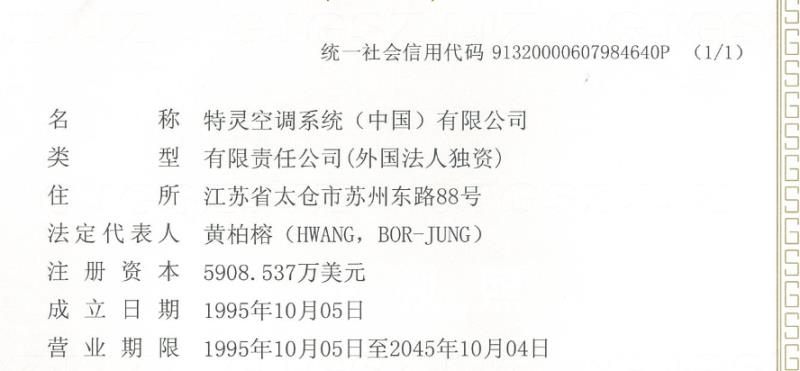 统一社会信用代码 91320000607984640P （1/1）
名称 特灵空调系统（中国）有限公司
类型 有限责任公司(外国法人独资)
住所 江苏省太仓市苏州东路88号
法定代表人 黄柏榕（HWANG，BOR-JUNG）
注册资本 5908.537万美元
成立日期 1995年10月05日
营业期限 1995年10月05日至2045年10月04日